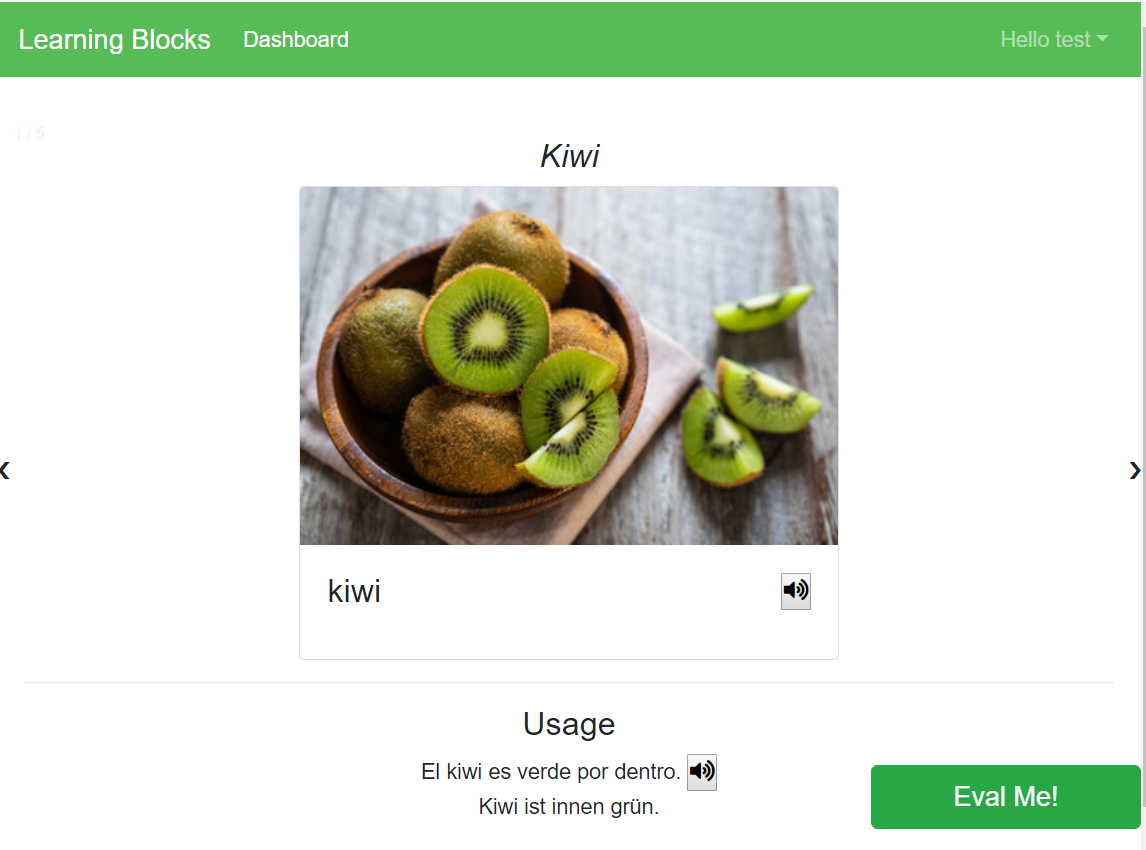 Learning Blocks Dashboard Hello test
1 / 5
Kiwi
kiwi
Usage
El kiwi es verde por dentro.
Kiwi ist innen grün.
Eval Me!